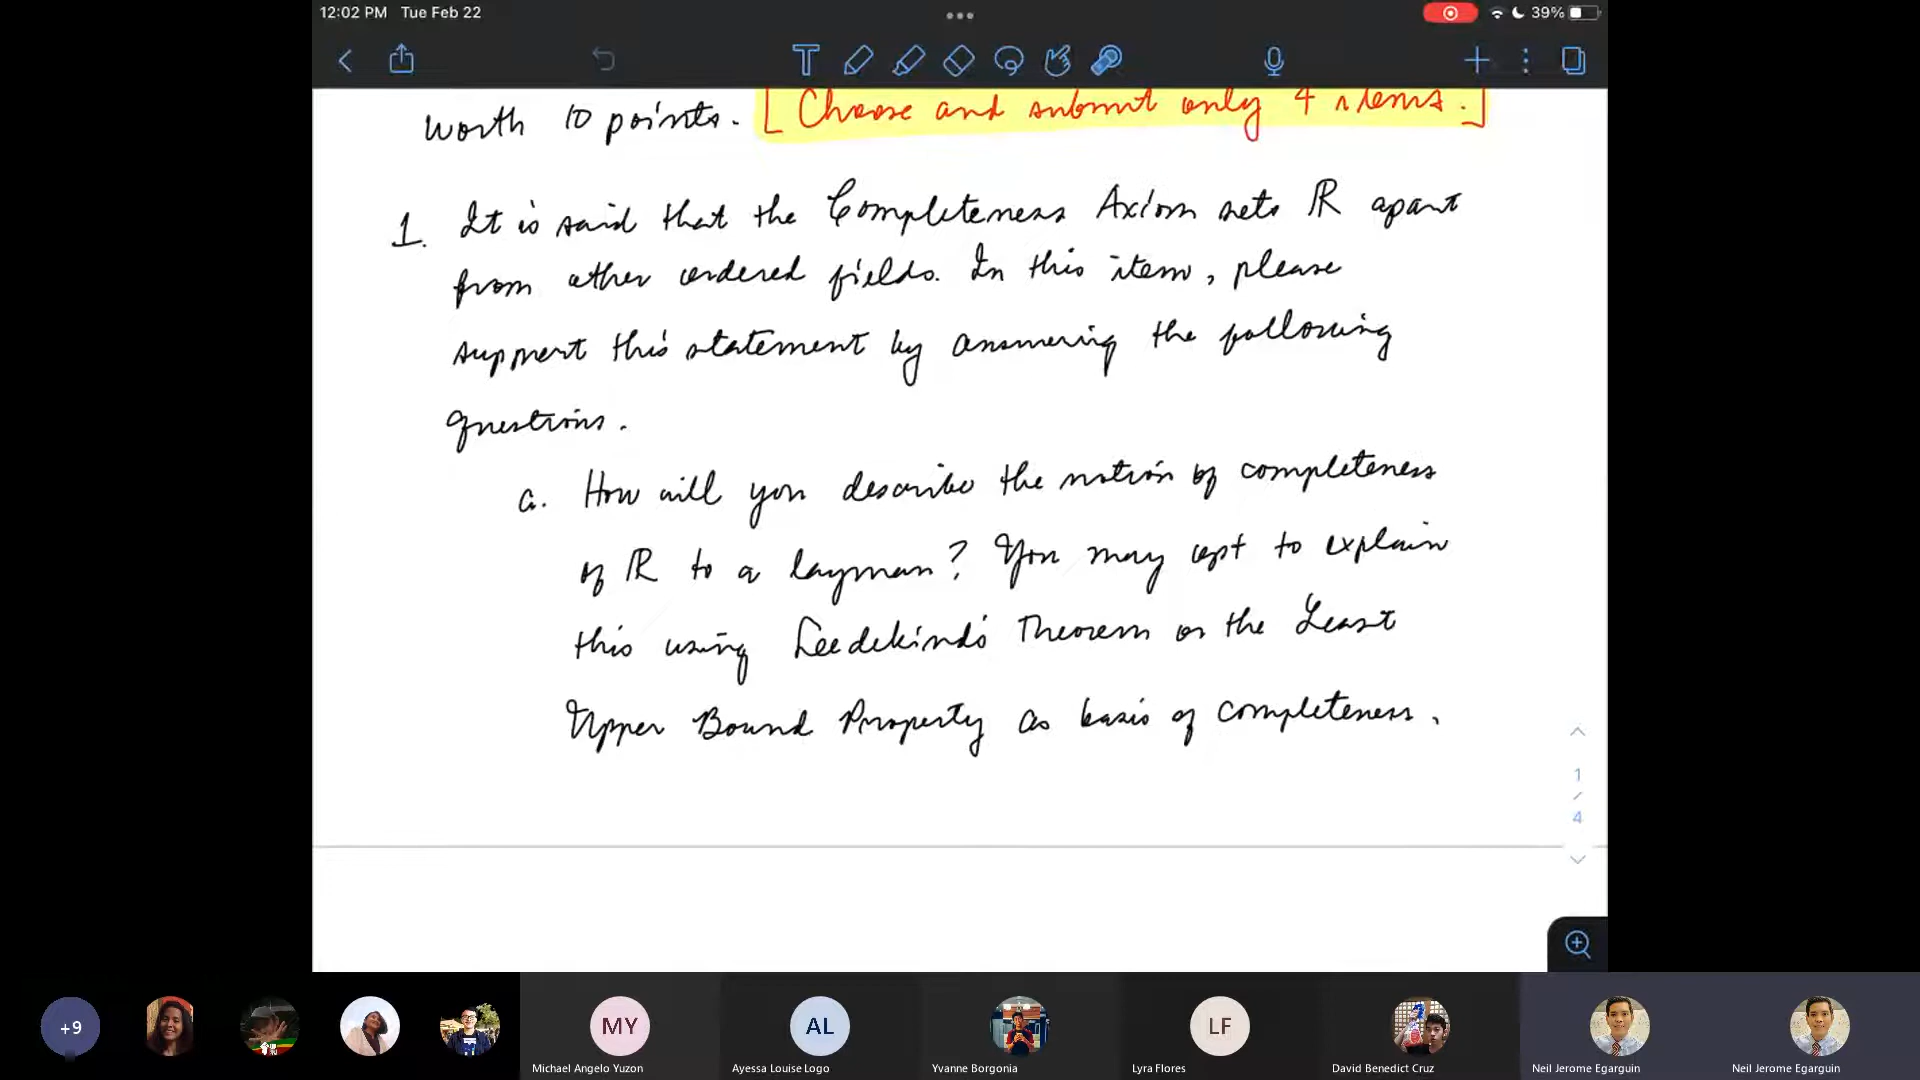 12:02 PM Tue Feb 22
39%
worth 10 points. [Choose and submit only 4 items.]
1. It is said that the Completeness Axiom sets ℝ apart
from other ordered fields. In this item, please
support this statement by answering the following
questions.
a. How will you describe the notion of completeness
of ℝ to a layman? You may opt to explain
this using Dedekind's Theorem or the Least
Upper Bound Property as basis of completeness.
1
/
4
+9
MY
AL
LF
Michael Angelo Yuzon
Ayessa Louise Logo
Yvanne Borgonia
Lyra Flores
David Benedict Cruz
Neil Jerome Egarguin
Neil Jerome Egarguin